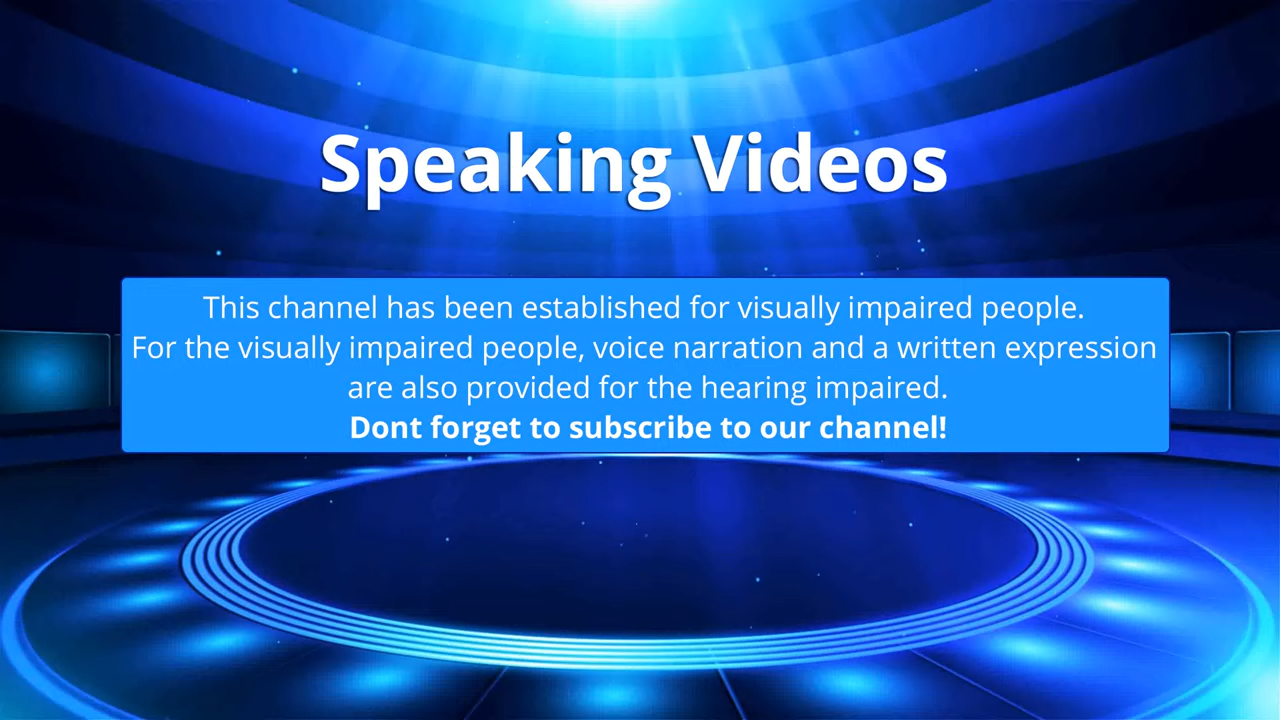 Speaking Videos
This channel has been established for visually impaired people.
For the visually impaired people, voice narration and a written expression
are also provided for the hearing impaired.
Dont forget to subscribe to our channel!